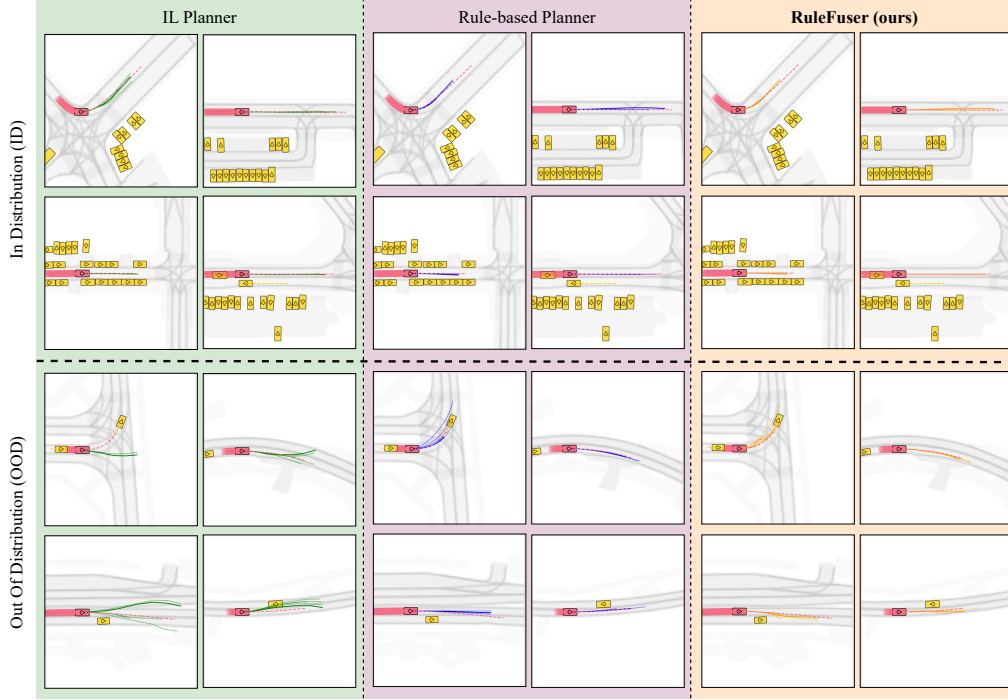 IL Planner
Rule-based Planner
RuleFuser (ours)
In Distribution (ID)
Out Of Distribution (OOD)